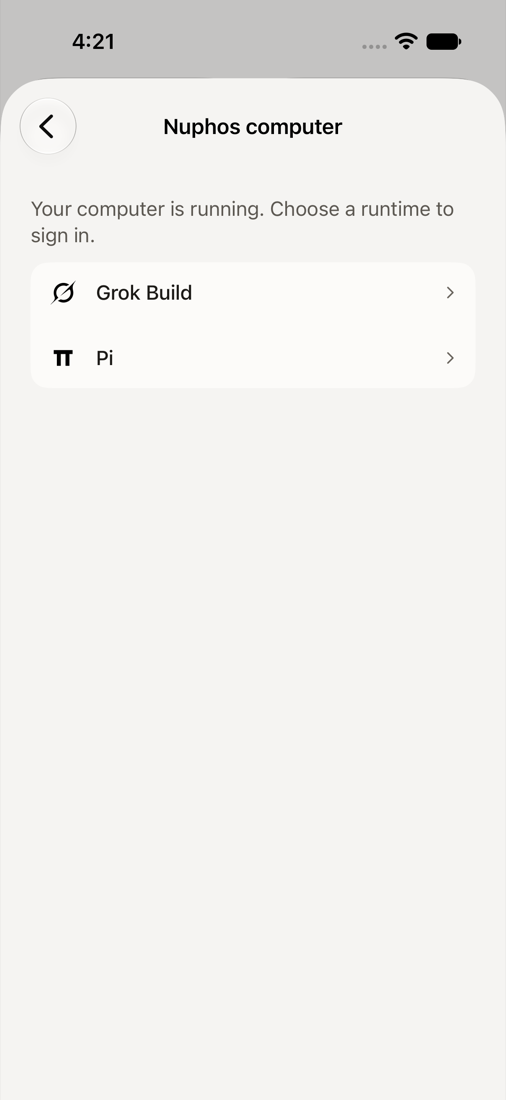 4:21
Nuphos computer
Your computer is running. Choose a runtime to
sign in.
Grok Build
Pi